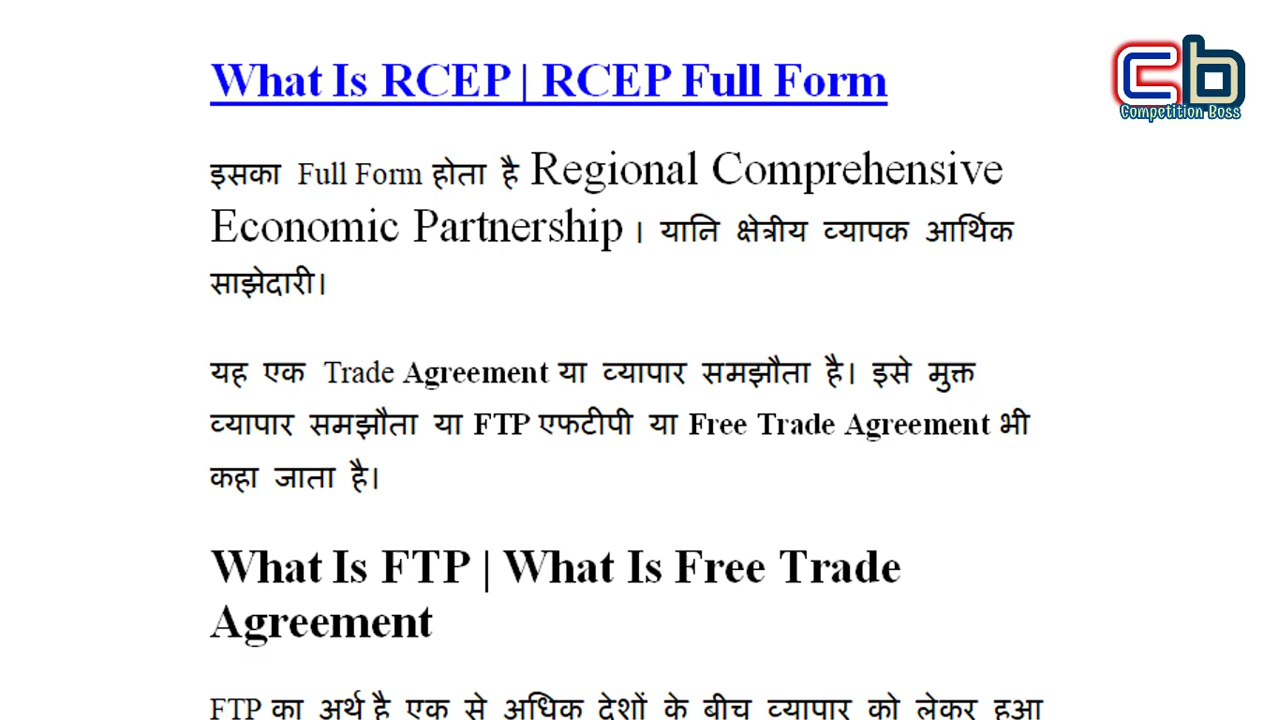 What Is RCEP | RCEP Full Form
Cb
Competition Boss
इसका Full Form होता है Regional Comprehensive
Economic Partnership । यानि क्षेत्रीय व्यापक आर्थिक
साझेदारी।
यह एक Trade Agreement या व्यापार समझौता है। इसे मुक्त
व्यापार समझौता या FTP एफटीपी या Free Trade Agreement भी
कहा जाता है।
What Is FTP | What Is Free Trade
Agreement
FTP का अर्थ है एक से अधिक देशों के बीच व्यापार को लेकर हुआ